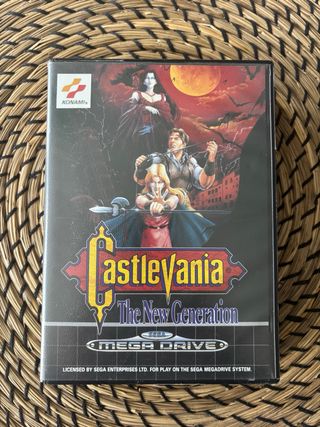 KONAMI®
Castlevania
The New Generation
SEGA
MEGA DRIVE
LICENSED BY SEGA ENTERPRISES LTD. FOR PLAY ON THE SEGA MEGADRIVE SYSTEM.